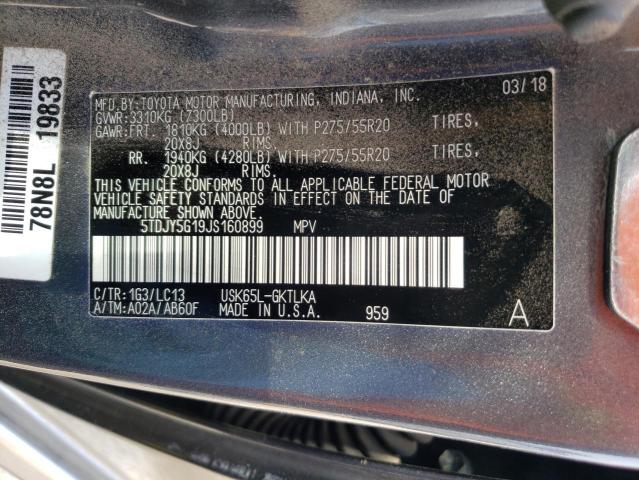 78N8L 19833
MFD.BY:TOYOTA MOTOR MANUFACTURING, INDIANA, INC. 03/18
GVWR:3310KG (7300LB)
GAWR:FRT. 1810KG (4000LB) WITH P275/55R20 TIRES,
20X8J RIMS.
RR. 1940KG (4280LB) WITH P275/55R20 TIRES,
20X8J RIMS.
THIS VEHICLE CONFORMS TO ALL APPLICABLE FEDERAL MOTOR
VEHICLE SAFETY STANDARDS IN EFFECT ON THE DATE OF
MANUFACTURE SHOWN ABOVE.
5TDJY5G19JS160899 MPV
C/TR:1G3/LC13 USK65L-GKTLKA
A/TM:A02A/AB60F MADE IN U.S.A. 959 A